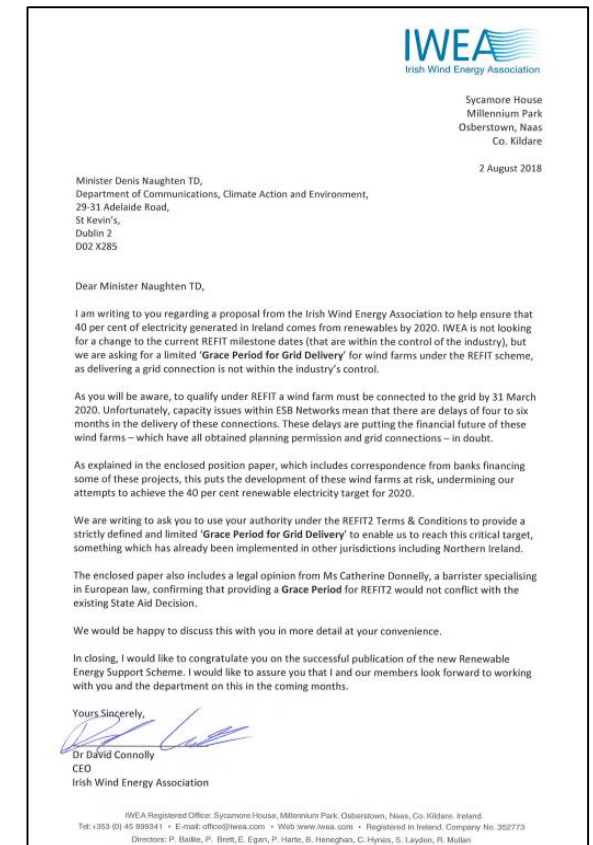 IWEA
Irish Wind Energy Association
Sycamore House
Millennium Park
Osberstown, Naas
Co. Kildare
2 August 2018
Minister Denis Naughten TD,
Department of Communications, Climate Action and Environment,
29-31 Adelaide Road,
St Kevin's,
Dublin 2
D02 X285
Dear Minister Naughten TD,
I am writing to you regarding a proposal from the Irish Wind Energy Association to help ensure that
40 per cent of electricity generated in Ireland comes from renewables by 2020. IWEA is not looking
for a change to the current REFIT milestone dates (that are within the control of the industry), but
we are asking for a limited 'Grace Period for Grid Delivery' for wind farms under the REFIT scheme,
as delivering a grid connection is not within the industry's control.
As you will be aware, to qualify under REFIT a wind farm must be connected to the grid by 31 March
2020. Unfortunately, capacity issues within ESB Networks mean that there are delays of four to six
months in the delivery of these connections. These delays are putting the financial future of these
wind farms – which have all obtained planning permission and grid connections – in doubt.
As explained in the enclosed position paper, which includes correspondence from banks financing
some of these projects, this puts the development of these wind farms at risk, undermining our
attempts to achieve the 40 per cent renewable electricity target for 2020.
We are writing to ask you to use your authority under the REFIT2 Terms & Conditions to provide a
strictly defined and limited 'Grace Period for Grid Delivery' to enable us to reach this critical target,
something which has already been implemented in other jurisdictions including Northern Ireland.
The enclosed paper also includes a legal opinion from Ms Catherine Donnelly, a barrister specialising
in European law, confirming that providing a Grace Period for REFIT2 would not conflict with the
existing State Aid Decision.
We would be happy to discuss this with you in more detail at your convenience.
In closing, I would like to congratulate you on the successful publication of the new Renewable
Energy Support Scheme. I would like to assure you that I and our members look forward to working
with you and the department on this in the coming months.
Yours Sincerely,
Dr David Connolly
CEO
Irish Wind Energy Association
IWEA Registered Office: Sycamore House, Millennium Park. Osberstown, Naas, Co. Kildare. Ireland.
Tel:+353 (0) 45 899341 • E-mail: office@iwea.com • Web:www.iwea.com • Registered in Ireland. Company No. 352773
Directors: P. Baillie, P. Brett, E. Egan, P. Harte, B. Heneghan, C. Hynes, S. Layden, R. Mullan